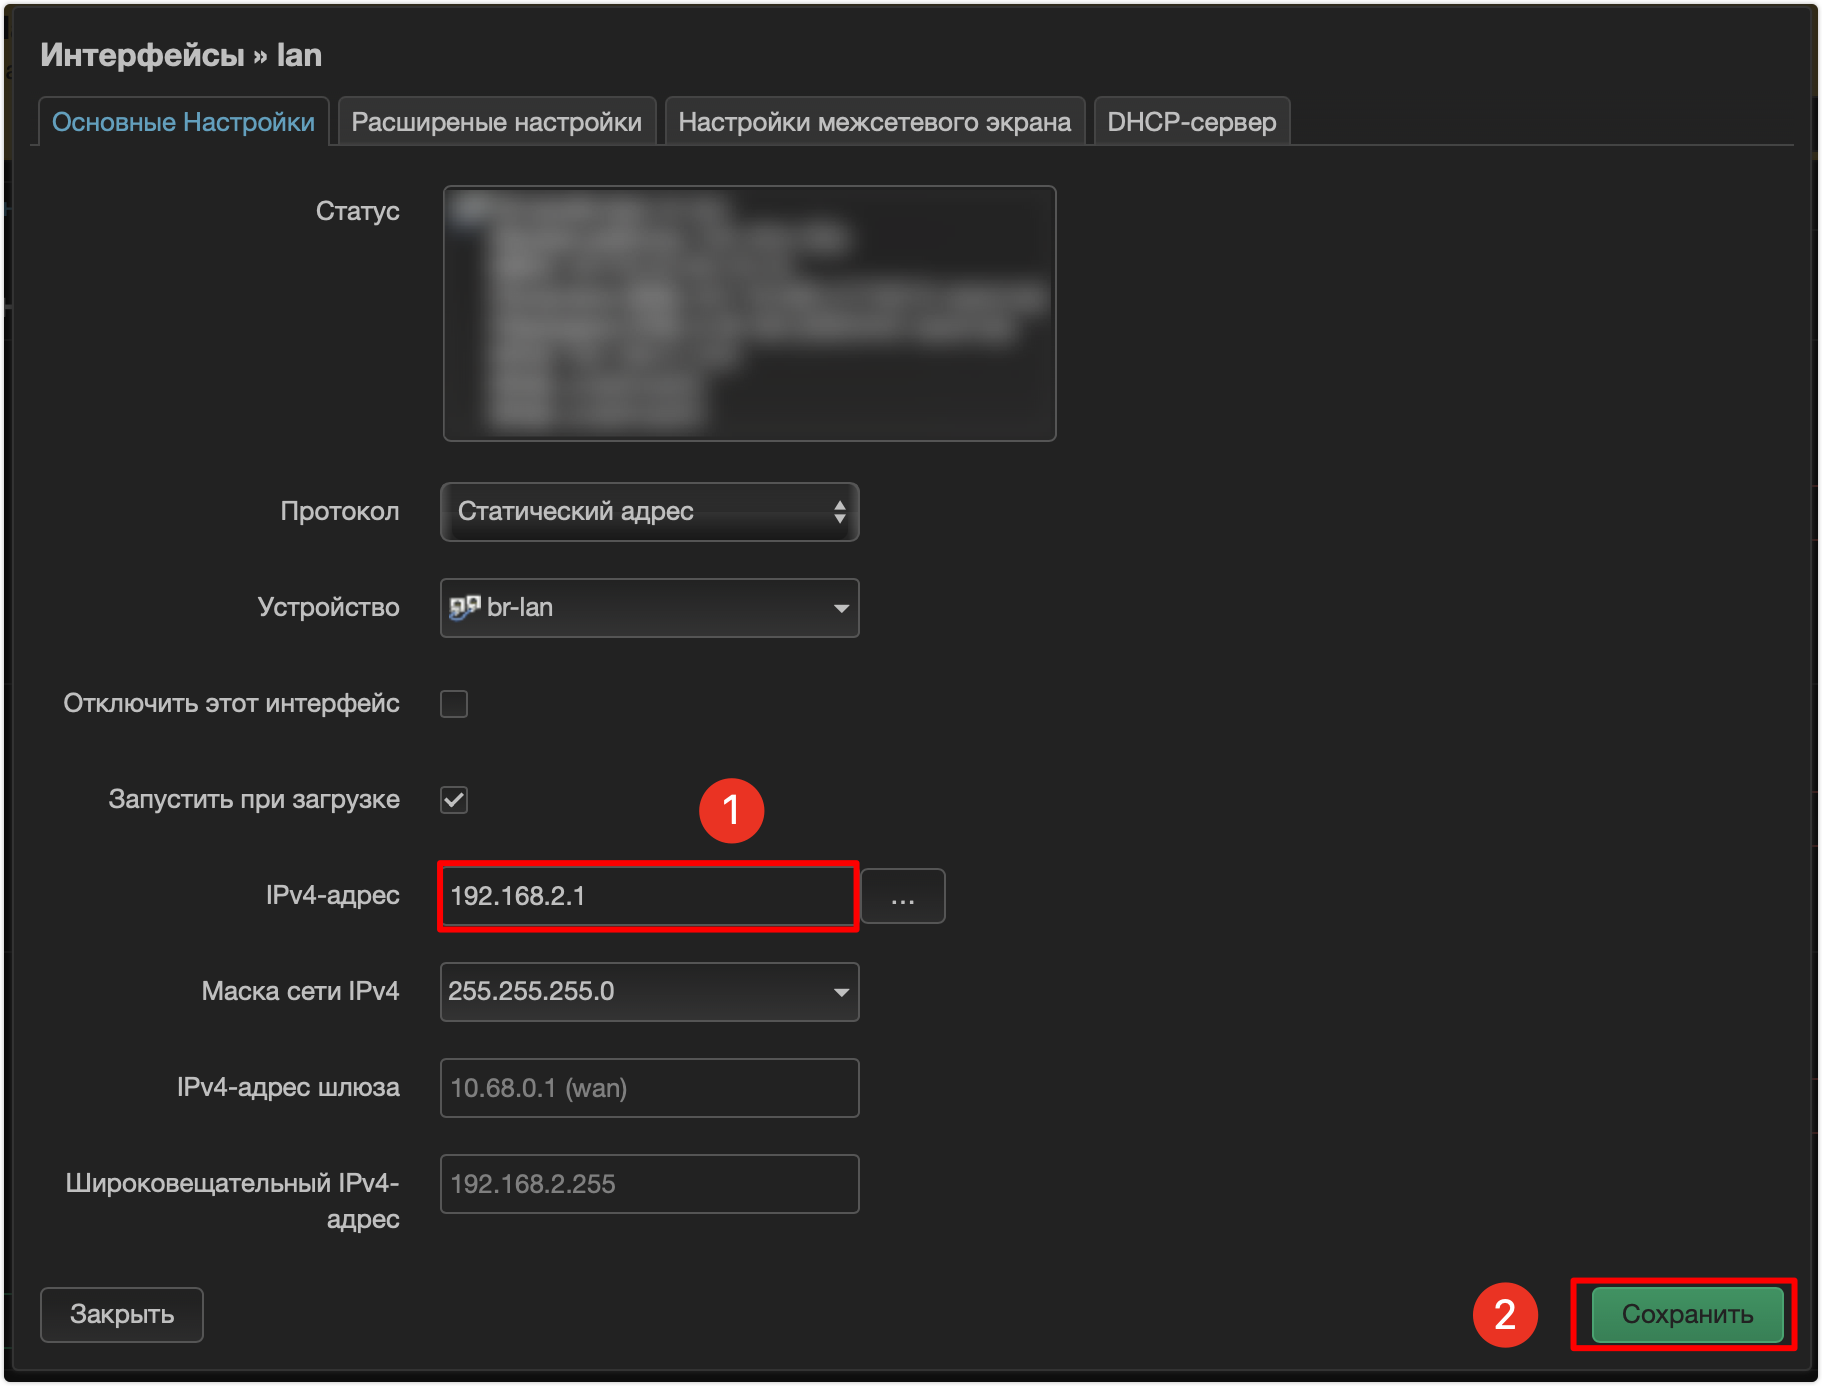 Интерфейсы » lan
Основные Настройки
Расширеные настройки
Настройки межсетевого экрана
DHCP-сервер
Статус
Протокол
Статический адрес
Устройство
br-lan
Отключить этот интерфейс
Запустить при загрузке
1
IPv4-адрес
192.168.2.1
...
Маска сети IPv4
255.255.255.0
IPv4-адрес шлюза
10.68.0.1 (wan)
Широковещательный IPv4-
адрес
192.168.2.255
Закрыть
2
Сохранить